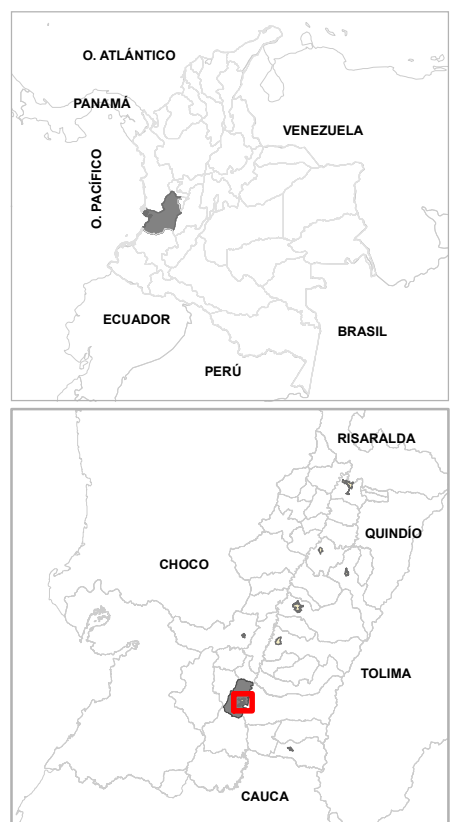 O. ATLÁNTICO
PANAMÁ
VENEZUELA
O. PACÍFICO
ECUADOR
BRASIL
PERÚ
RISARALDA
QUINDÍO
CHOCO
TOLIMA
CAUCA